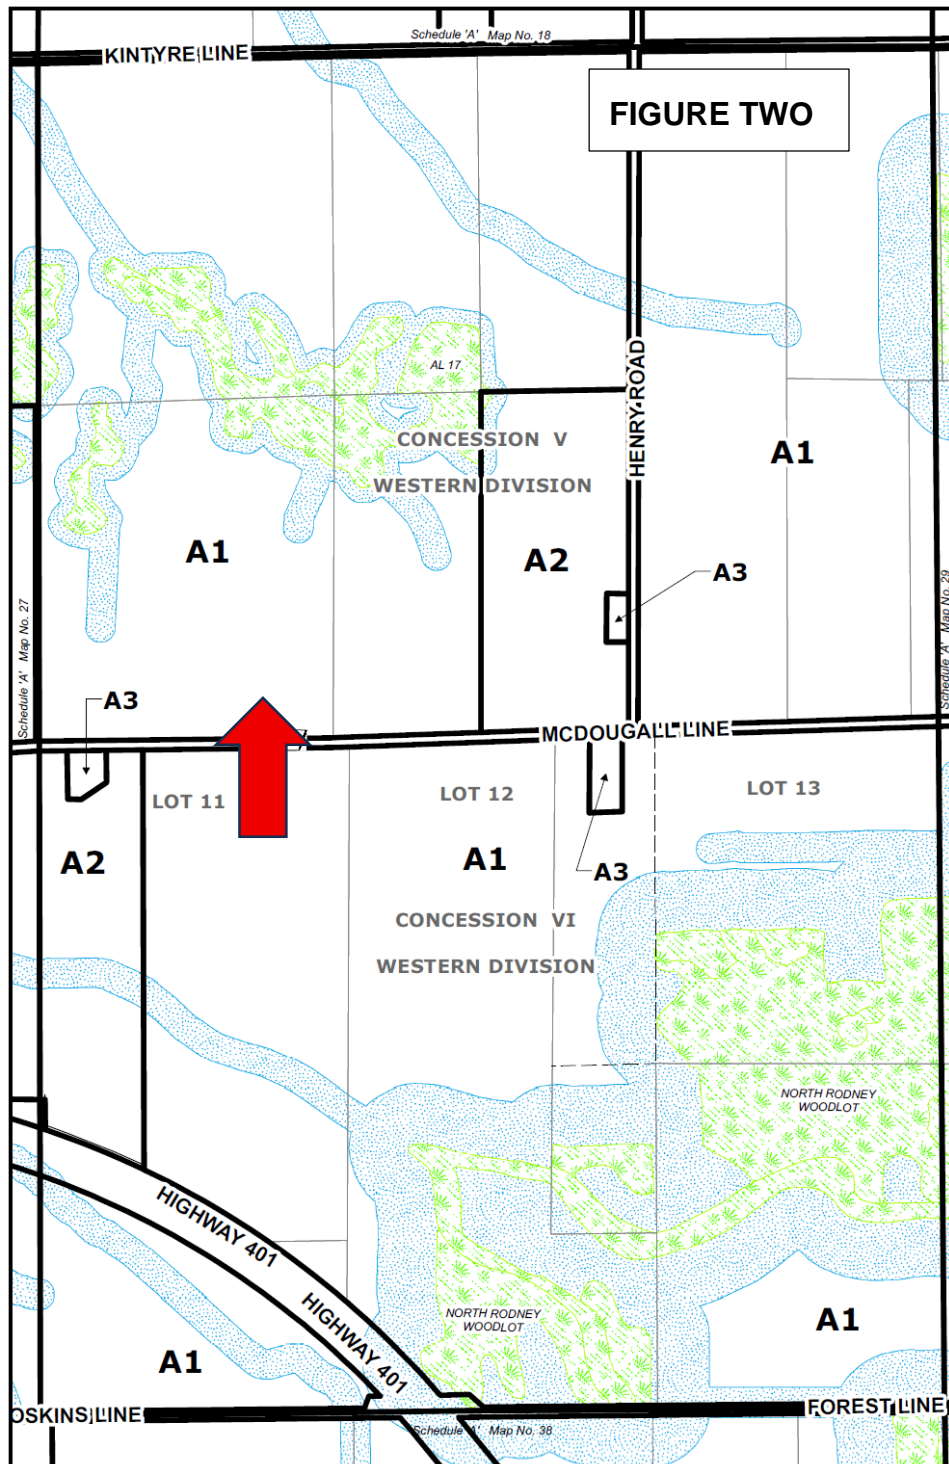 Schedule 'A' Map No. 18
KINTYRE LINE
FIGURE TWO
HENRY ROAD
AL 17
CONCESSION V
WESTERN DIVISION
A1
A1
A2
A3
Schedule 'A' Map No. 27
Schedule 'A' Map No. 29
A3
MCDOUGALL LINE
LOT 11
LOT 12
LOT 13
A2
A1
A3
CONCESSION VI
WESTERN DIVISION
NORTH RODNEY
WOODLOT
HIGHWAY 401
HIGHWAY 401
NORTH RODNEY
WOODLOT
A1
A1
OSKINS LINE
FOREST LINE
Schedule 'A' Map No. 38